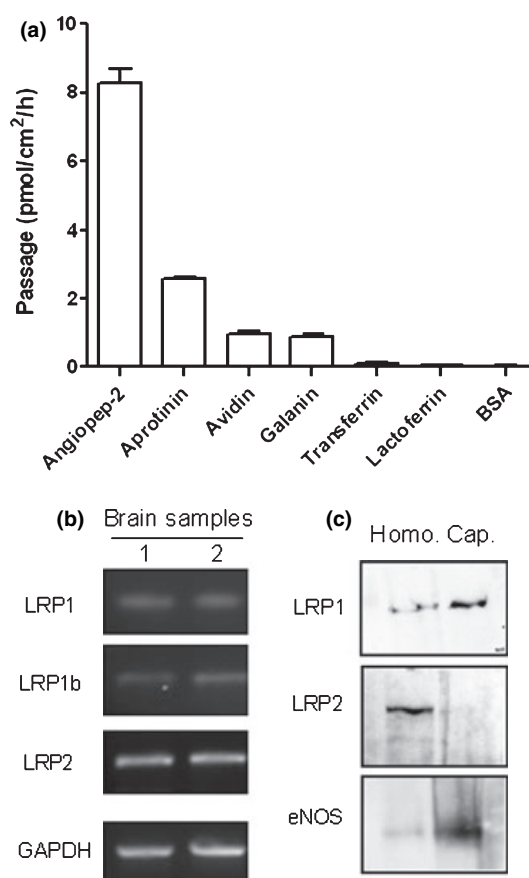 (a)
10
8
6
4
2
0
Passage (pmol/cm²/h)
Angiopep-2
Aprotinin
Avidin
Galanin
Transferrin
Lactoferrin
BSA
(b)
Brain samples
1 2
LRP1
LRP1b
LRP2
GAPDH
(c)
Homo. Cap.
LRP1
LRP2
eNOS